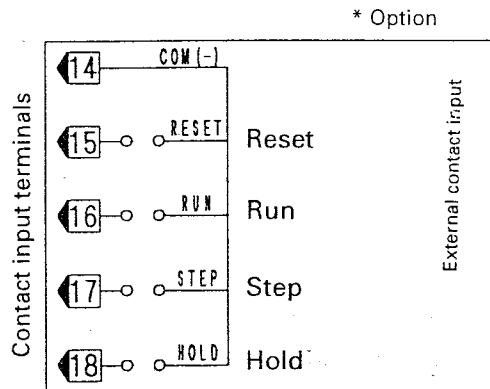 * Option
Contact input terminals
14 COM(-)
15 RESET Reset
16 RUN Run
17 STEP Step
18 HOLD Hold
External contact input